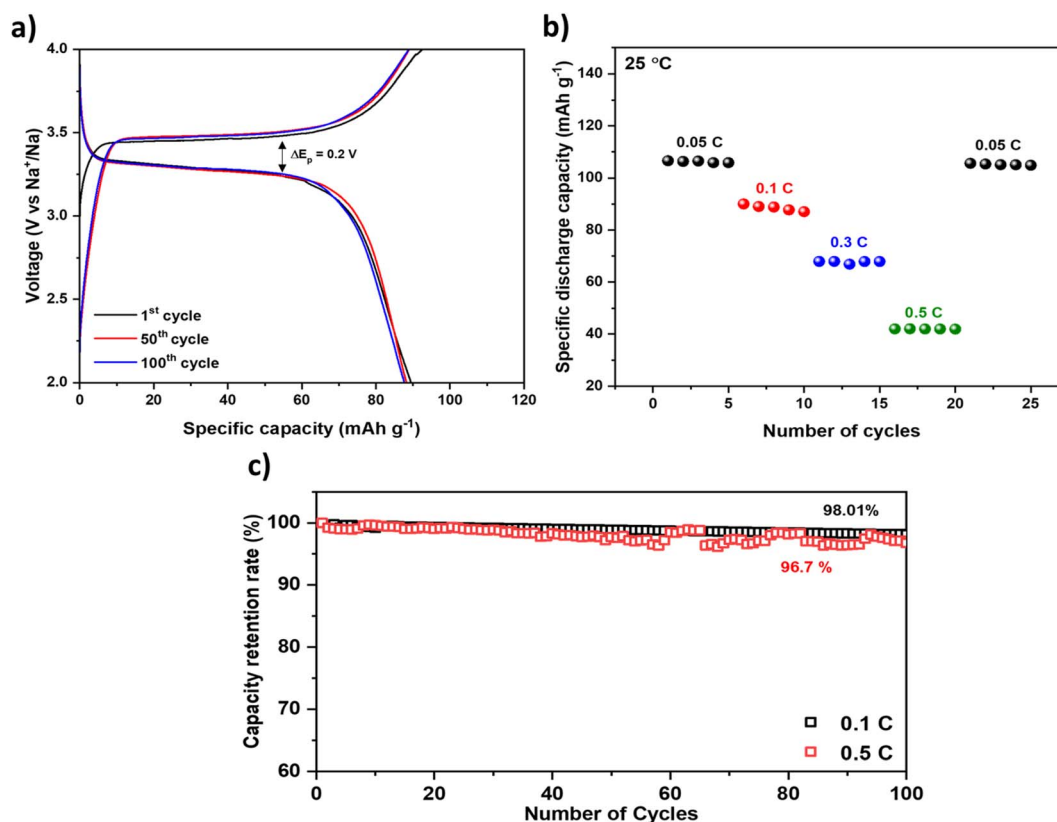 a)
4.0
3.5
3.0
2.5
2.0
Voltage (V vs Na⁺/Na)
ΔEₚ = 0.2 V
1ˢᵗ cycle
50ᵗʰ cycle
100ᵗʰ cycle
0 20 40 60 80 100 120
Specific capacity (mAh g⁻¹)
b)
25 °C
140
120
100
80
60
40
20
Specific discharge capacity (mAh g⁻¹)
0.05 C
0.1 C
0.3 C
0.5 C
0.05 C
0 5 10 15 20 25
Number of cycles
c)
100
90
80
70
60
Capacity retention rate (%)
98.01%
96.7 %
0.1 C
0.5 C
0 20 40 60 80 100
Number of Cycles